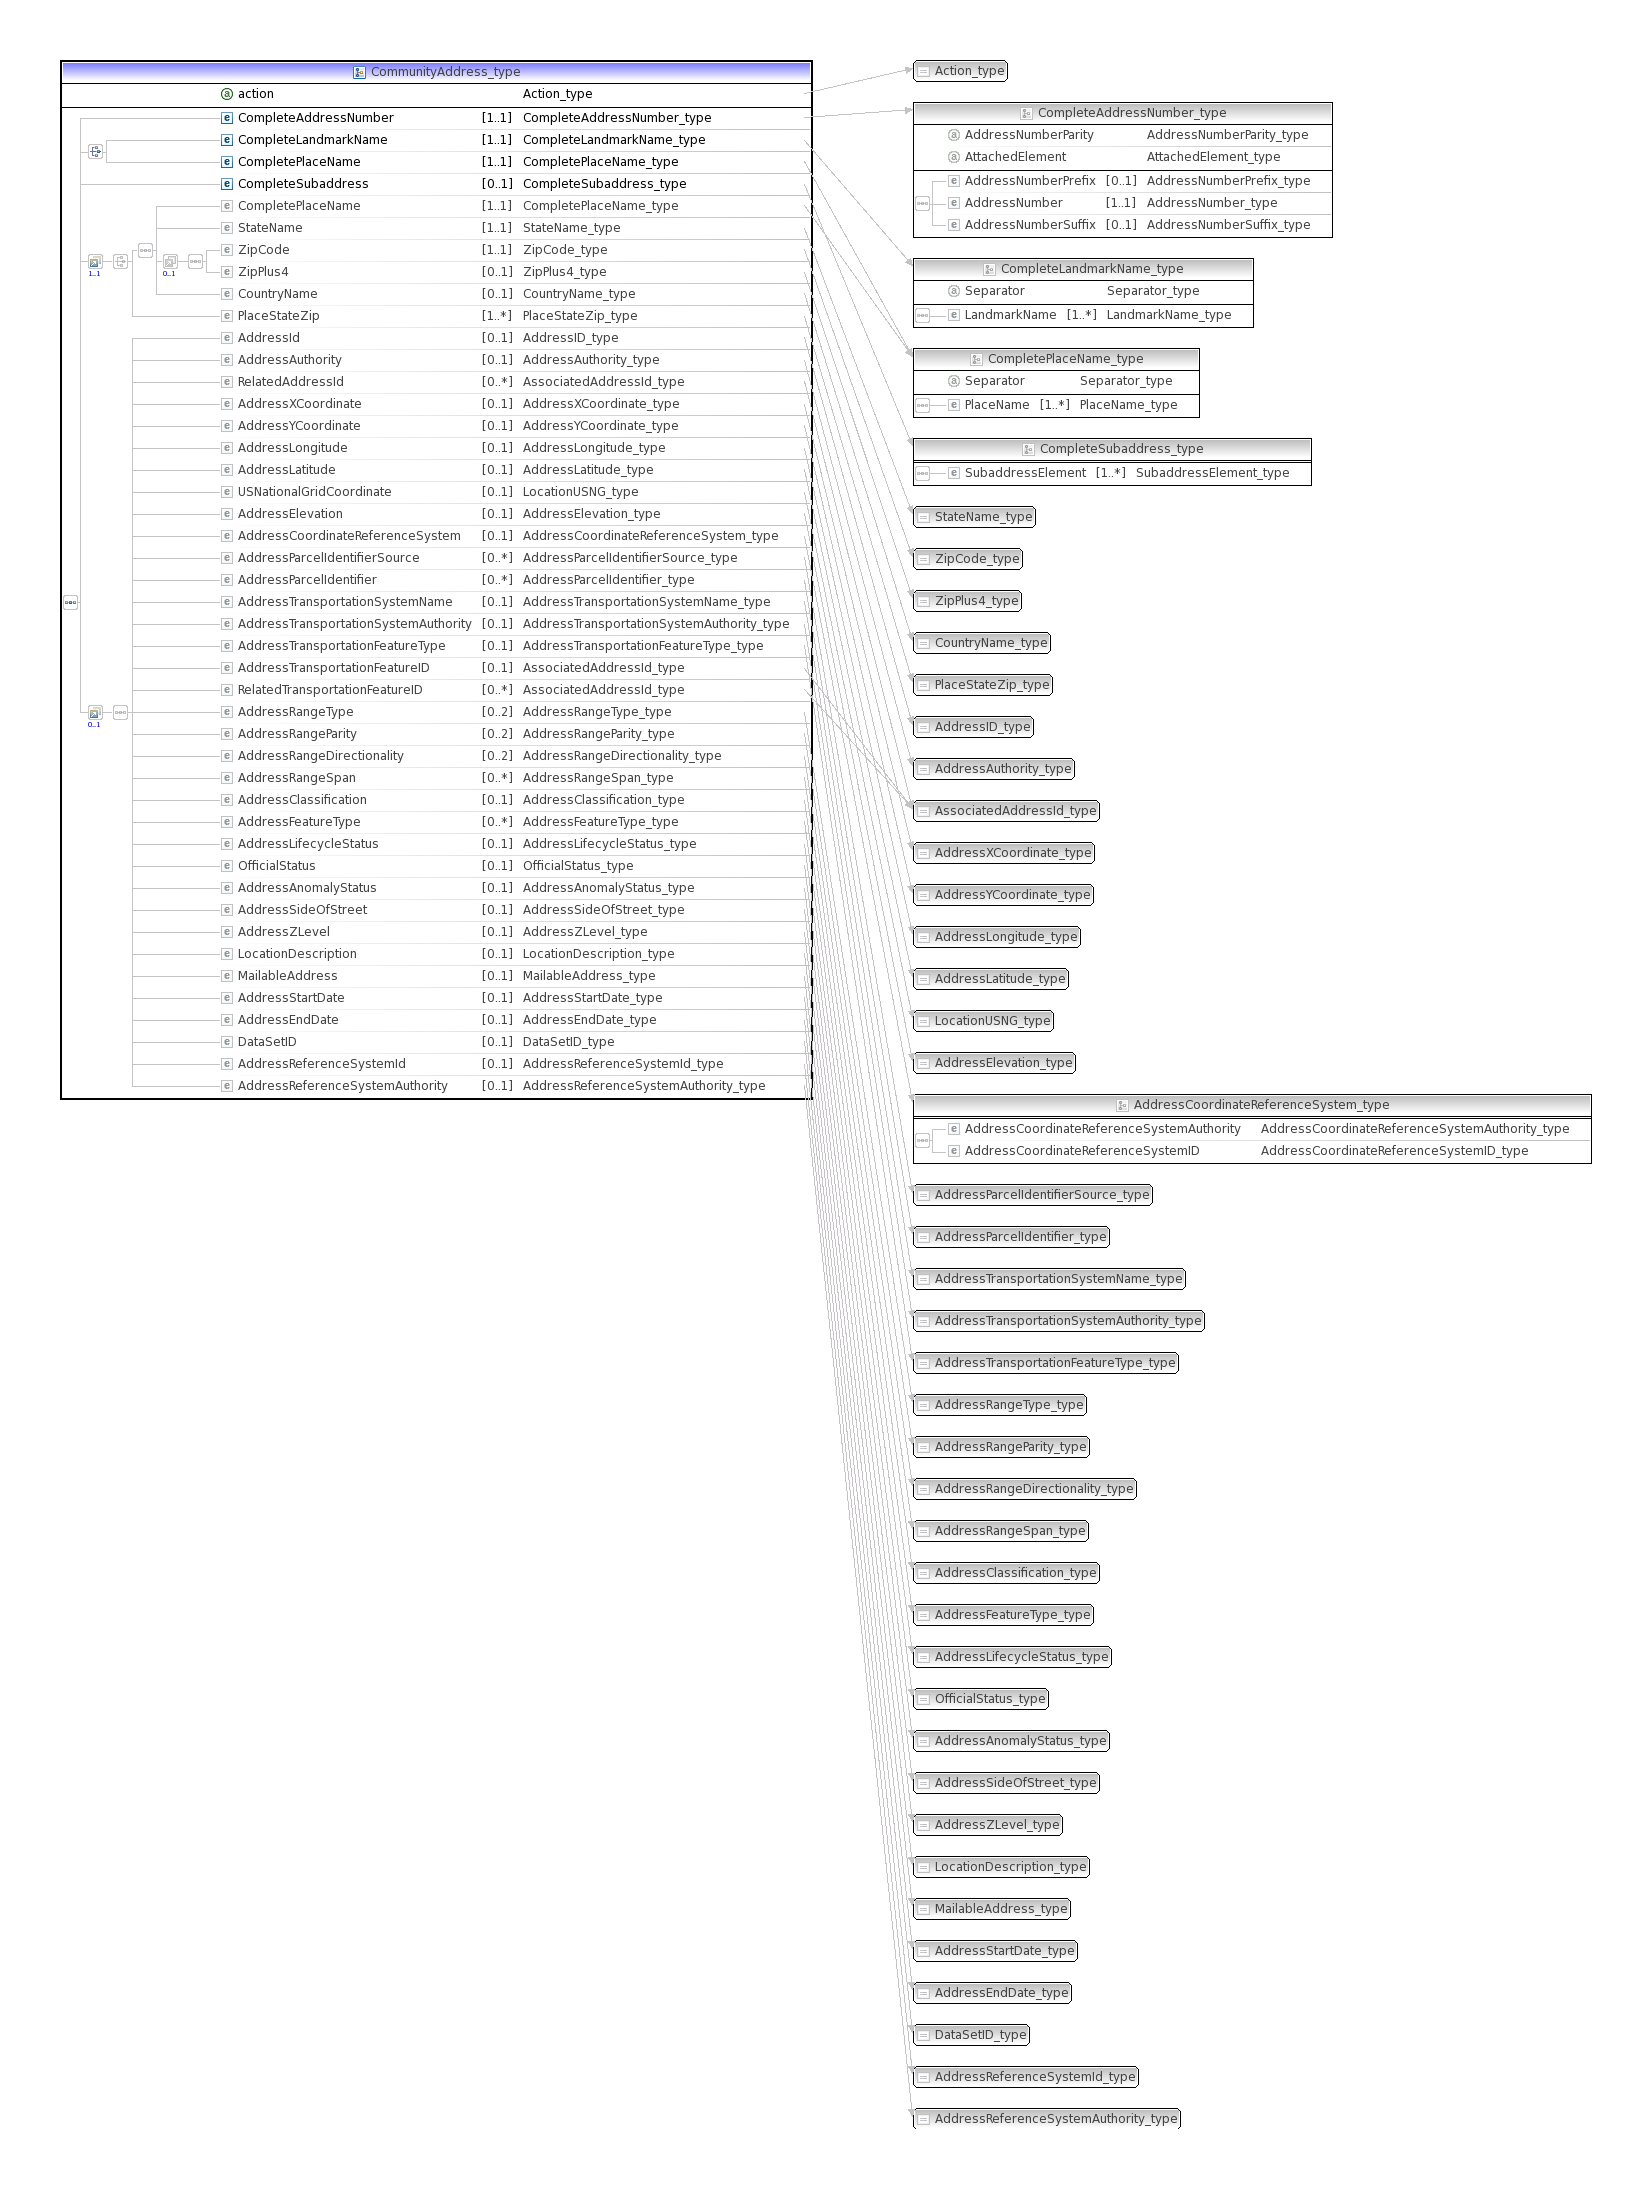 CommunityAddress_type
action Action_type
CompleteAddressNumber [1..1] CompleteAddressNumber_type
CompleteLandmarkName [1..1] CompleteLandmarkName_type
CompletePlaceName [1..1] CompletePlaceName_type
CompleteSubaddress [0..1] CompleteSubaddress_type
CompletePlaceName [1..1] CompletePlaceName_type
StateName [1..1] StateName_type
ZipCode [1..1] ZipCode_type
1..1
0..1
ZipPlus4 [0..1] ZipPlus4_type
CountryName [0..1] CountryName_type
PlaceStateZip [1..*] PlaceStateZip_type
AddressId [0..1] AddressID_type
AddressAuthority [0..1] AddressAuthority_type
RelatedAddressId [0..*] AssociatedAddressId_type
AddressXCoordinate [0..1] AddressXCoordinate_type
AddressYCoordinate [0..1] AddressYCoordinate_type
AddressLongitude [0..1] AddressLongitude_type
AddressLatitude [0..1] AddressLatitude_type
USNationalGridCoordinate [0..1] LocationUSNG_type
AddressElevation [0..1] AddressElevation_type
AddressCoordinateReferenceSystem [0..1] AddressCoordinateReferenceSystem_type
AddressParcelIdentifierSource [0..*] AddressParcelIdentifierSource_type
AddressParcelIdentifier [0..*] AddressParcelIdentifier_type
AddressTransportationSystemName [0..1] AddressTransportationSystemName_type
AddressTransportationSystemAuthority [0..1] AddressTransportationSystemAuthority_type
AddressTransportationFeatureType [0..1] AddressTransportationFeatureType_type
AddressTransportationFeatureID [0..1] AssociatedAddressId_type
RelatedTransportationFeatureID [0..*] AssociatedAddressId_type
AddressRangeType [0..2] AddressRangeType_type
0..1
AddressRangeParity [0..2] AddressRangeParity_type
AddressRangeDirectionality [0..2] AddressRangeDirectionality_type
AddressRangeSpan [0..*] AddressRangeSpan_type
AddressClassification [0..1] AddressClassification_type
AddressFeatureType [0..*] AddressFeatureType_type
AddressLifecycleStatus [0..1] AddressLifecycleStatus_type
OfficialStatus [0..1] OfficialStatus_type
AddressAnomalyStatus [0..1] AddressAnomalyStatus_type
AddressSideOfStreet [0..1] AddressSideOfStreet_type
AddressZLevel [0..1] AddressZLevel_type
LocationDescription [0..1] LocationDescription_type
MailableAddress [0..1] MailableAddress_type
AddressStartDate [0..1] AddressStartDate_type
AddressEndDate [0..1] AddressEndDate_type
DataSetID [0..1] DataSetID_type
AddressReferenceSystemId [0..1] AddressReferenceSystemId_type
AddressReferenceSystemAuthority [0..1] AddressReferenceSystemAuthority_type
Action_type
CompleteAddressNumber_type
AddressNumberParity AddressNumberParity_type
AttachedElement AttachedElement_type
AddressNumberPrefix [0..1] AddressNumberPrefix_type
AddressNumber [1..1] AddressNumber_type
AddressNumberSuffix [0..1] AddressNumberSuffix_type
CompleteLandmarkName_type
Separator Separator_type
LandmarkName [1..*] LandmarkName_type
CompletePlaceName_type
Separator Separator_type
PlaceName [1..*] PlaceName_type
CompleteSubaddress_type
SubaddressElement [1..*] SubaddressElement_type
StateName_type
ZipCode_type
ZipPlus4_type
CountryName_type
PlaceStateZip_type
AddressID_type
AddressAuthority_type
AssociatedAddressId_type
AddressXCoordinate_type
AddressYCoordinate_type
AddressLongitude_type
AddressLatitude_type
LocationUSNG_type
AddressElevation_type
AddressCoordinateReferenceSystem_type
AddressCoordinateReferenceSystemAuthority AddressCoordinateReferenceSystemAuthority_type
AddressCoordinateReferenceSystemID AddressCoordinateReferenceSystemID_type
AddressParcelIdentifierSource_type
AddressParcelIdentifier_type
AddressTransportationSystemName_type
AddressTransportationSystemAuthority_type
AddressTransportationFeatureType_type
AddressRangeType_type
AddressRangeParity_type
AddressRangeDirectionality_type
AddressRangeSpan_type
AddressClassification_type
AddressFeatureType_type
AddressLifecycleStatus_type
OfficialStatus_type
AddressAnomalyStatus_type
AddressSideOfStreet_type
AddressZLevel_type
LocationDescription_type
MailableAddress_type
AddressStartDate_type
AddressEndDate_type
DataSetID_type
AddressReferenceSystemId_type
AddressReferenceSystemAuthority_type